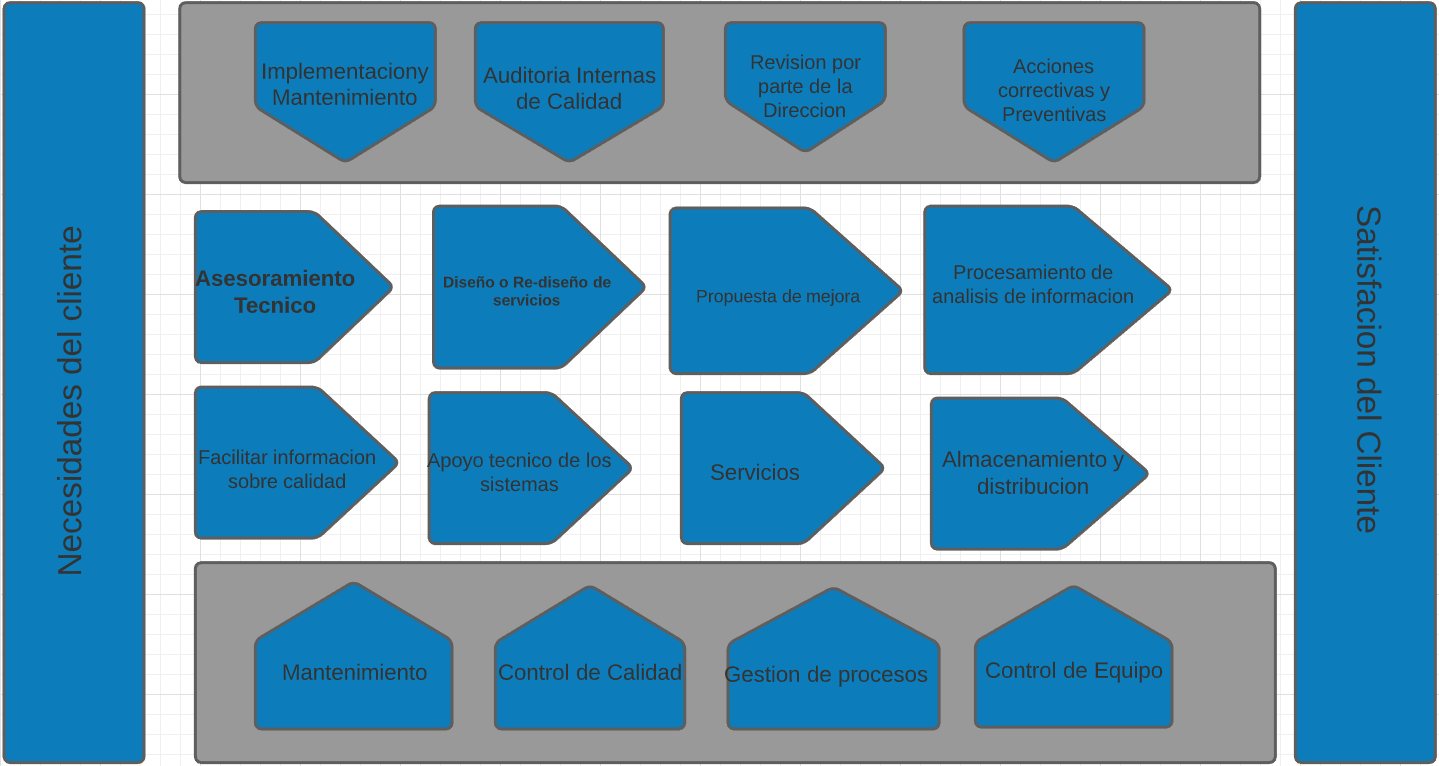 Necesidades del cliente
Implementaciony
Mantenimiento
Auditoria Internas
de Calidad
Revision por
parte de la
Direccion
Acciones
correctivas y
Preventivas
Asesoramiento
Tecnico
Diseño o Re-diseño de
servicios
Propuesta de mejora
Procesamiento de
analisis de informacion
Facilitar informacion
sobre calidad
Apoyo tecnico de los
sistemas
Servicios
Almacenamiento y
distribucion
Mantenimiento
Control de Calidad
Gestion de procesos
Control de Equipo
Satisfacion del Cliente